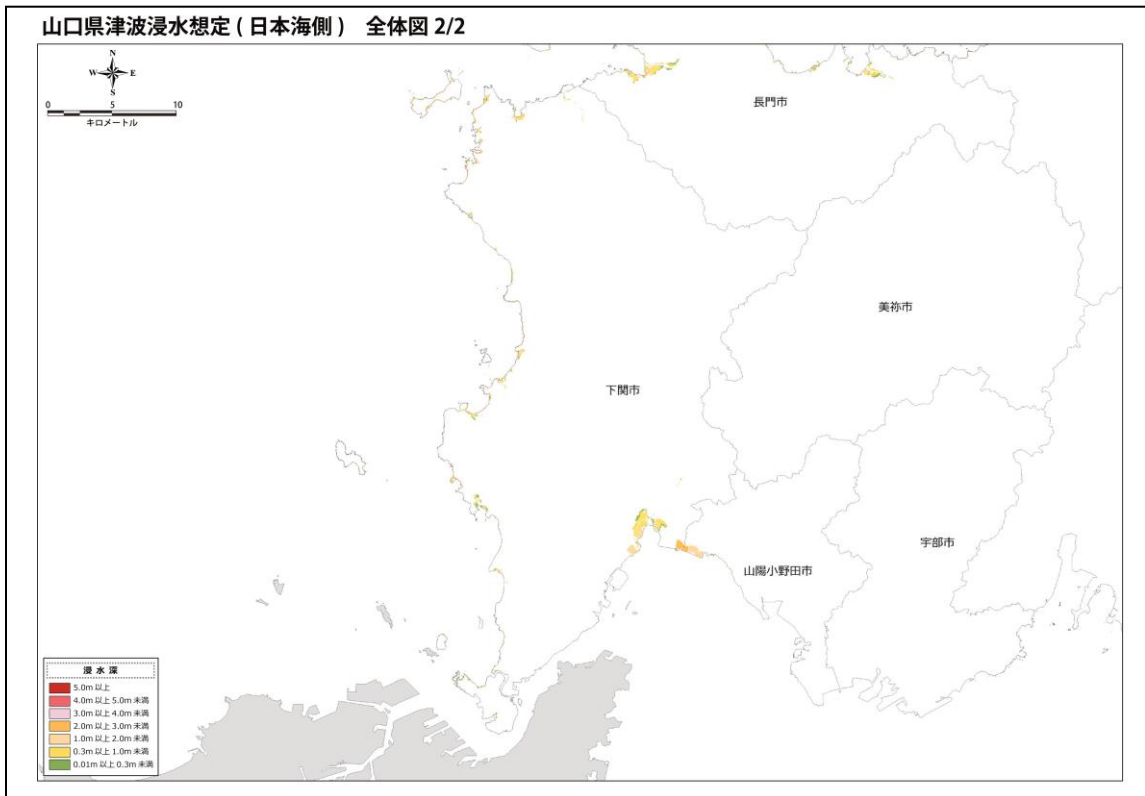 山口県津波浸水想定 ( 日本海側 ) 全体図 2/2
N
W E
S
0 5 10
キロメートル
長門市
美祢市
下関市
宇部市
山陽小野田市
浸 水 深
5.0m 以上
4.0m 以上 5.0m 未満
3.0m 以上 4.0m 未満
2.0m 以上 3.0m 未満
1.0m 以上 2.0m 未満
0.3m 以上 1.0m 未満
0.01m 以上 0.3m 未満